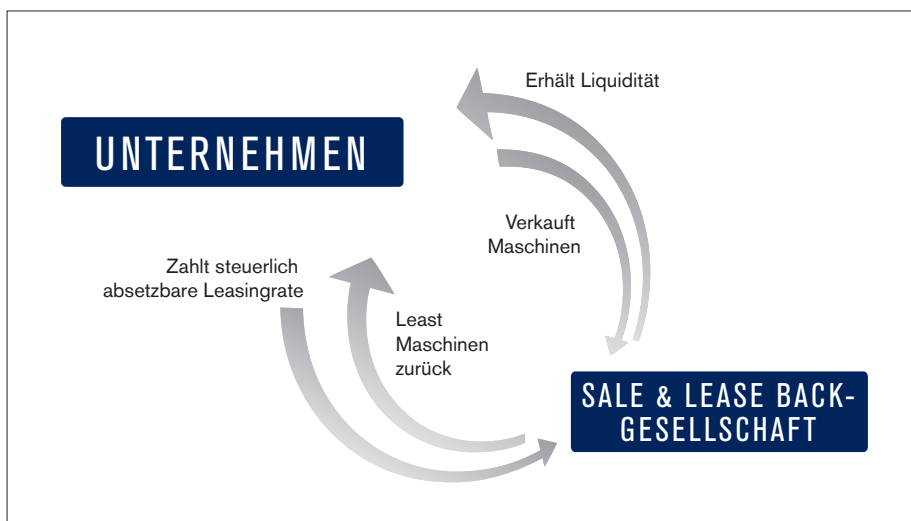 Erhält Liquidität
UNTERNEHMEN
Verkauft
Maschinen
Zahlt steuerlich
absetzbare Leasingrate
Least
Maschinen
zurück
SALE & LEASE BACK-
GESELLSCHAFT